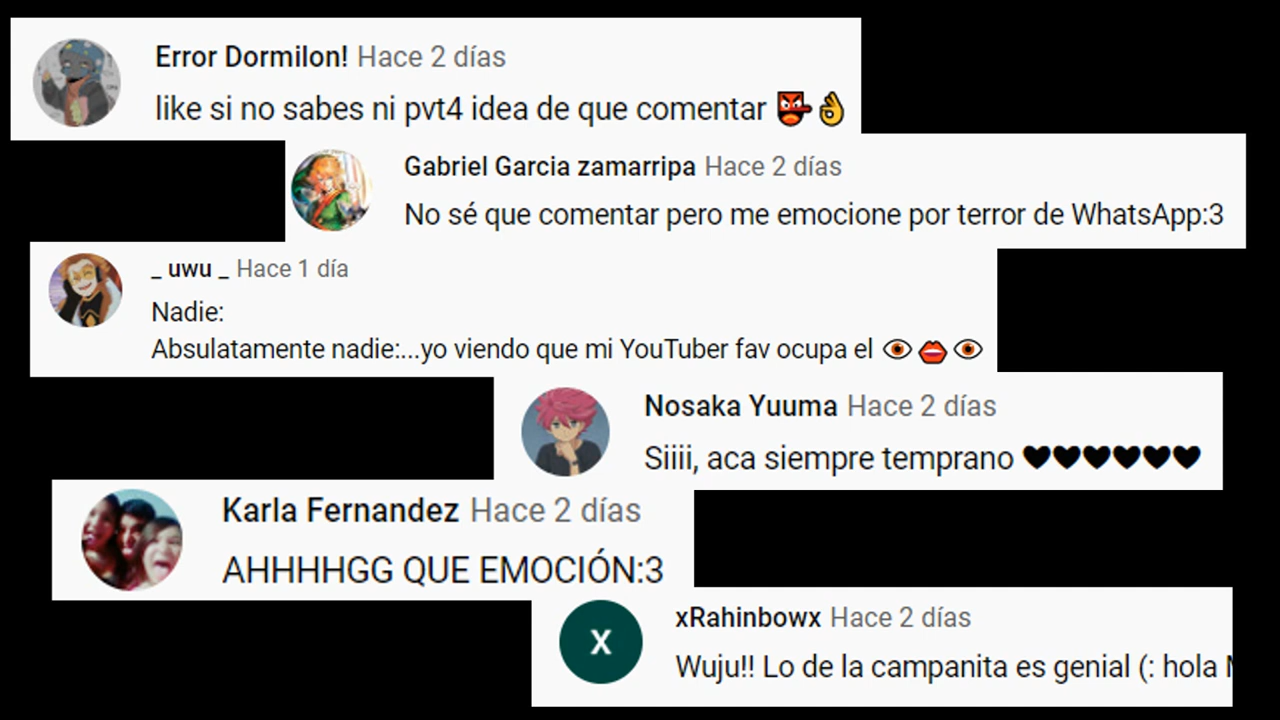 Error Dormilon! Hace 2 días
like si no sabes ni pvt4 idea de que comentar 👺👌
Gabriel Garcia zamarripa Hace 2 días
No sé que comentar pero me emocione por terror de WhatsApp:3
_ uwu _ Hace 1 día
Nadie:
Absulatamente nadie:...yo viendo que mi YouTuber fav ocupa el 👁️👄👁️
Nosaka Yuuma Hace 2 días
Siiii, aca siempre temprano ♥♥♥♥♥♥
Karla Fernandez Hace 2 días
AHHHHGG QUE EMOCIÓN:3
X
xRahinbowx Hace 2 días
Wuju!! Lo de la campanita es genial (: hola